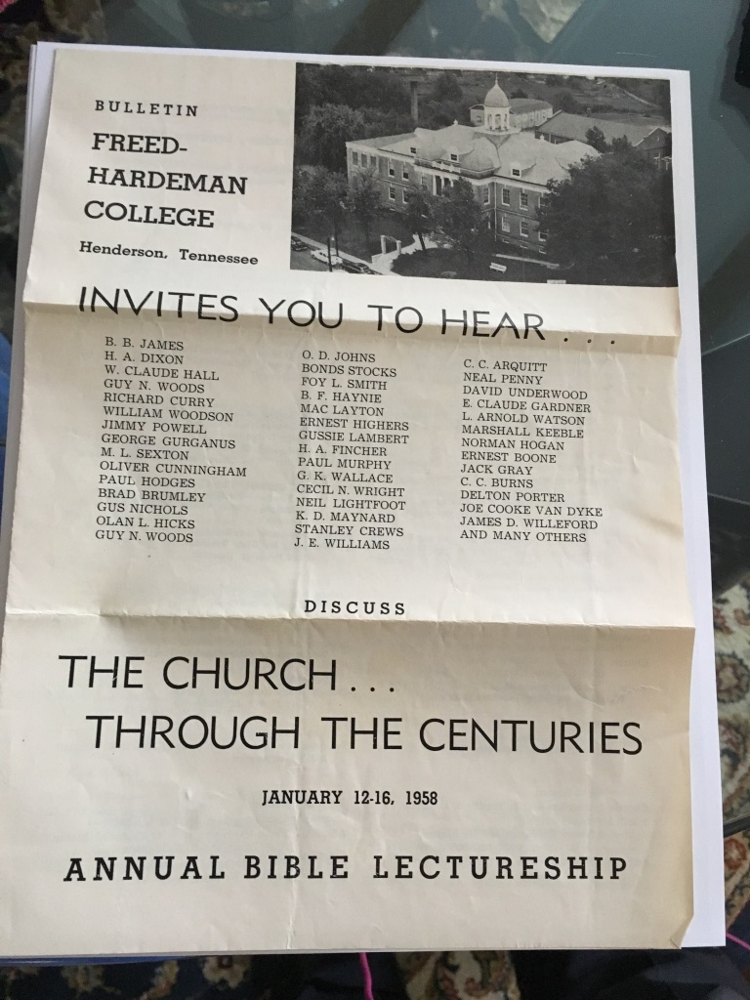 BULLETIN
FREED-
HARDEMAN
COLLEGE
Henderson, Tennessee
INVITES YOU TO HEAR ...
B. B. JAMES
H. A. DIXON
W. CLAUDE HALL
GUY N. WOODS
RICHARD CURRY
WILLIAM WOODSON
JIMMY POWELL
GEORGE GURGANUS
M. L. SEXTON
OLIVER CUNNINGHAM
PAUL HODGES
BRAD BRUMLEY
GUS NICHOLS
OLAN L. HICKS
GUY N. WOODS
O. D. JOHNS
BONDS STOCKS
FOY L. SMITH
B. F. HAYNIE
MAC LAYTON
ERNEST HIGHERS
GUSSIE LAMBERT
H. A. FINCHER
PAUL MURPHY
G. K. WALLACE
CECIL N. WRIGHT
NEIL LIGHTFOOT
K. D. MAYNARD
STANLEY CREWS
J. E. WILLIAMS
C. C. ARQUITT
NEAL PENNY
DAVID UNDERWOOD
E. CLAUDE GARDNER
L. ARNOLD WATSON
MARSHALL KEEBLE
NORMAN HOGAN
ERNEST BOONE
JACK GRAY
C. C. BURNS
DELTON PORTER
JOE COOKE VAN DYKE
JAMES D. WILLEFORD
AND MANY OTHERS
DISCUSS
THE CHURCH...
THROUGH THE CENTURIES
JANUARY 12-16, 1958
ANNUAL BIBLE LECTURESHIP